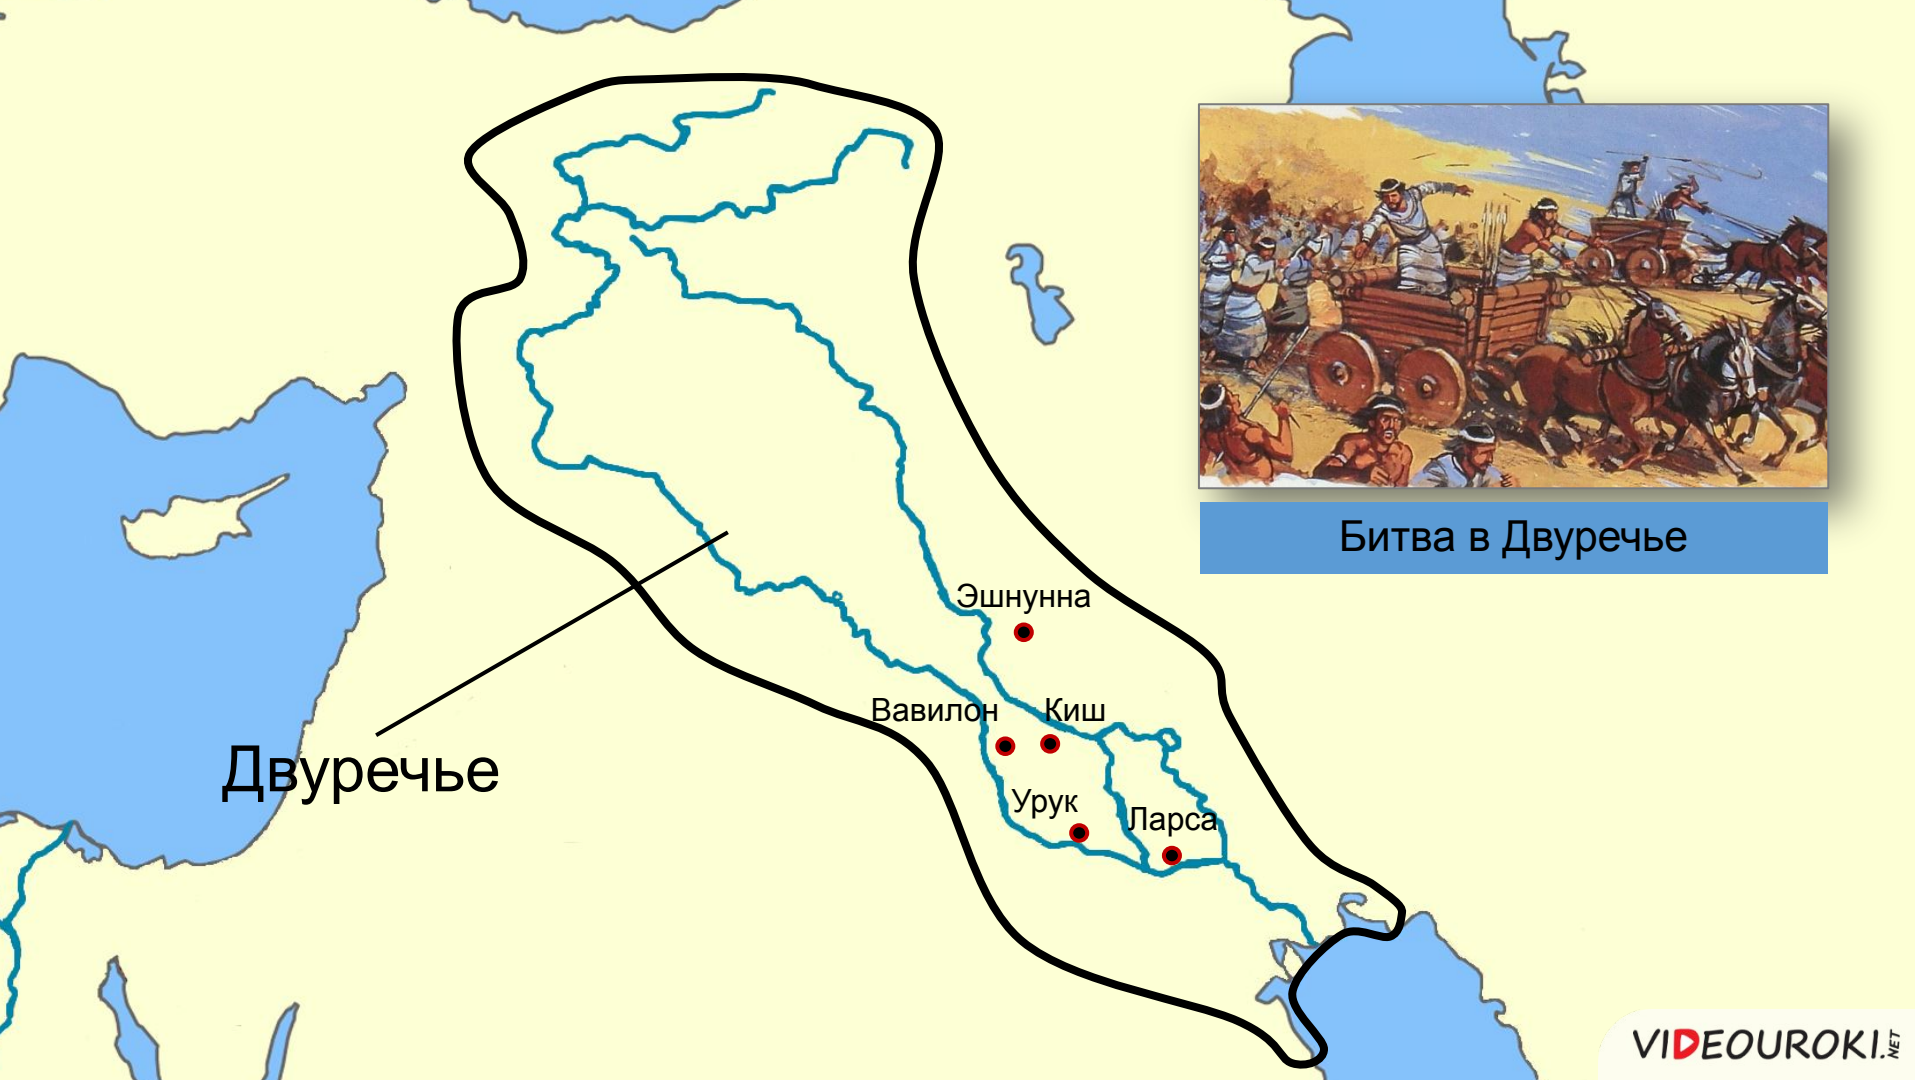 Битва в Двуречье
Эшнунна
Вавилон
Киш
Двуречье
Урук
Ларса
VIDEOUROKI.NET